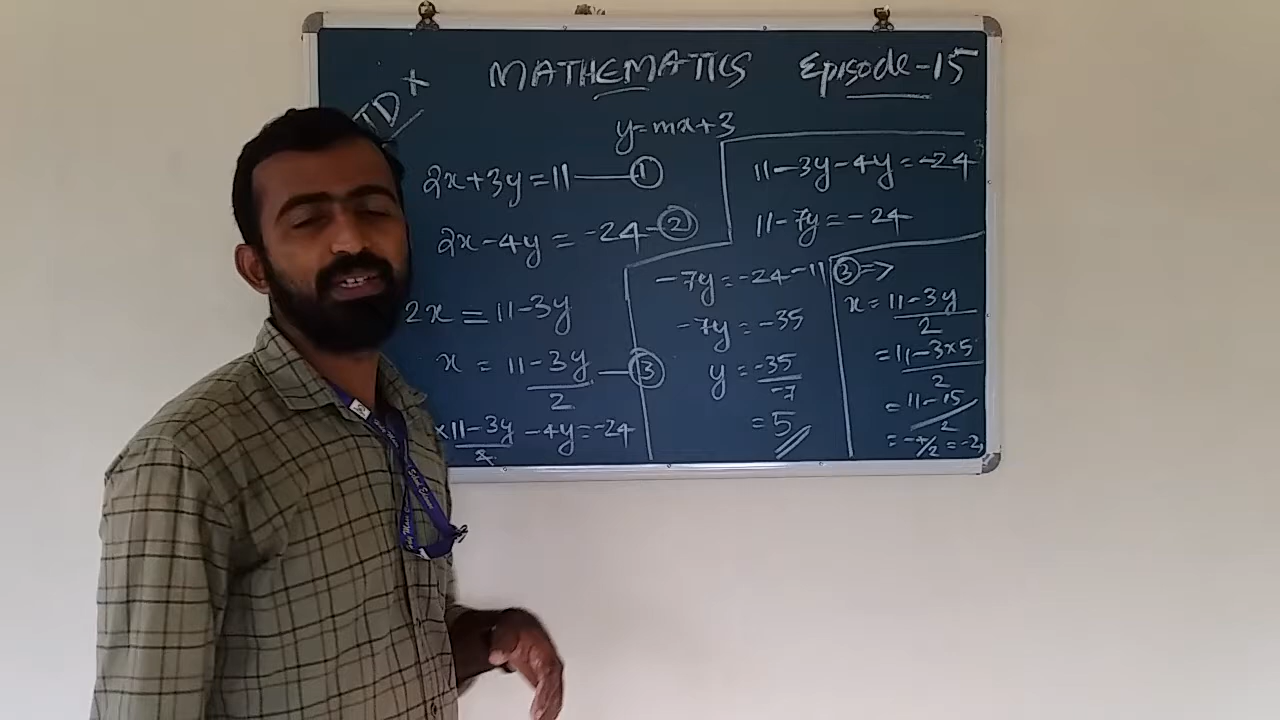 MATHEMATICS Episode-15
TD X
y=mx+3
2x+3y=11 ①
2x-4y=-24 ②
2x=11-3y
x=11-3y/2 ③
×11-3y/2 -4y=-24
11-3y-4y=-24
11-7y=-24
-7y=-24-11
-7y=-35
y=-35/-7
=5
③=>
x=11-3y/2
=11-3×5/2
=11-15/2
=-4/2=-2